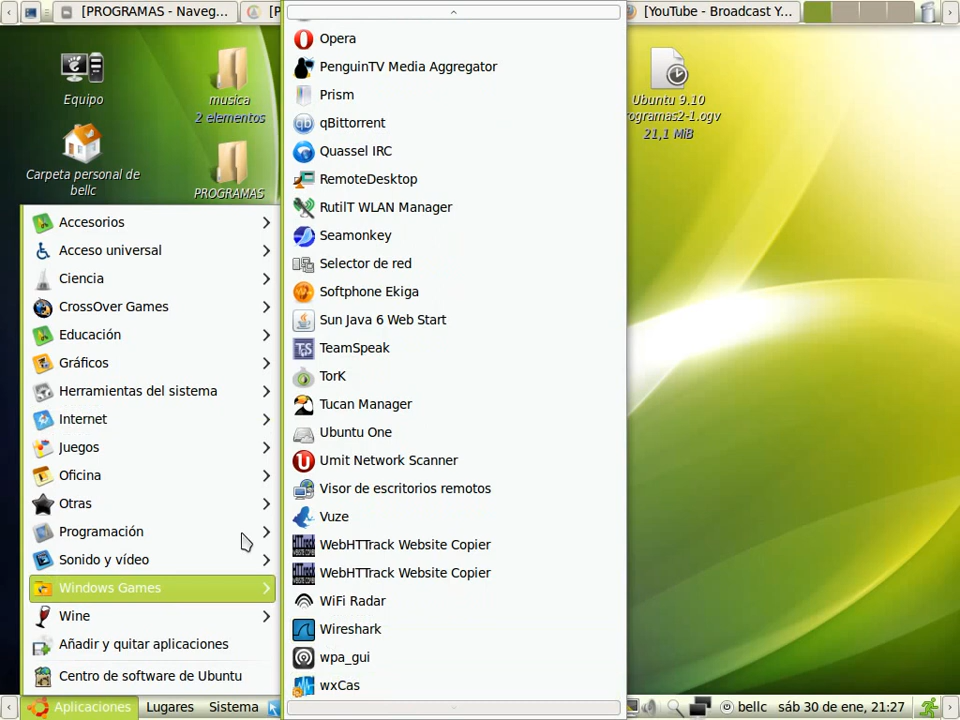 [PROGRAMAS - Naveg...
[P
[YouTube - Broadcast Y...
Equipo
musica
2 elementos
Carpeta personal de
bellc
PROGRAMAS
Ubuntu 9.10
rogramas2-1.ogv
21,1 MiB
Accesorios
Acceso universal
Ciencia
CrossOver Games
Educación
Gráficos
Herramientas del sistema
Internet
Juegos
Oficina
Otras
Programación
Sonido y vídeo
Windows Games
Wine
Añadir y quitar aplicaciones
Centro de software de Ubuntu
Opera
PenguinTV Media Aggregator
Prism
qBittorrent
Quassel IRC
RemoteDesktop
RutilT WLAN Manager
Seamonkey
Selector de red
Softphone Ekiga
Sun Java 6 Web Start
TeamSpeak
TorK
Tucan Manager
Ubuntu One
Umit Network Scanner
Visor de escritorios remotos
Vuze
WebHTTrack Website Copier
WebHTTrack Website Copier
WiFi Radar
Wireshark
wpa_gui
wxCas
Aplicaciones Lugares Sistema
bellc sáb 30 de ene, 21:27